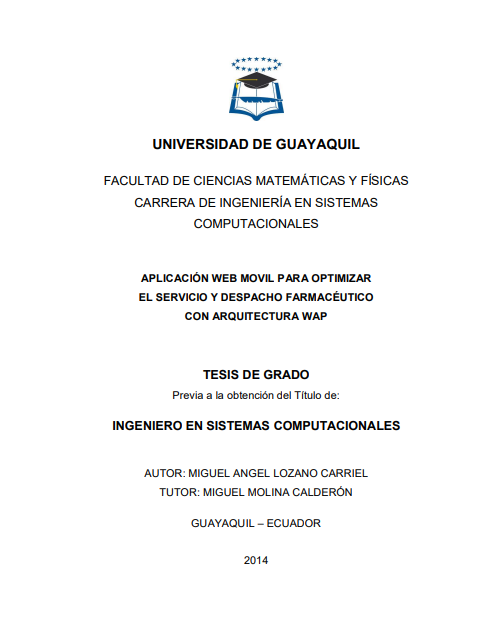 UNIVERSIDAD DE GUAYAQUIL
FACULTAD DE CIENCIAS MATEMÁTICAS Y FÍSICAS
CARRERA DE INGENIERÍA EN SISTEMAS
COMPUTACIONALES
APLICACIÓN WEB MOVIL PARA OPTIMIZAR
EL SERVICIO Y DESPACHO FARMACÉUTICO
CON ARQUITECTURA WAP
TESIS DE GRADO
Previa a la obtención del Título de:
INGENIERO EN SISTEMAS COMPUTACIONALES
AUTOR: MIGUEL ANGEL LOZANO CARRIEL
TUTOR: MIGUEL MOLINA CALDERÓN
GUAYAQUIL – ECUADOR
2014